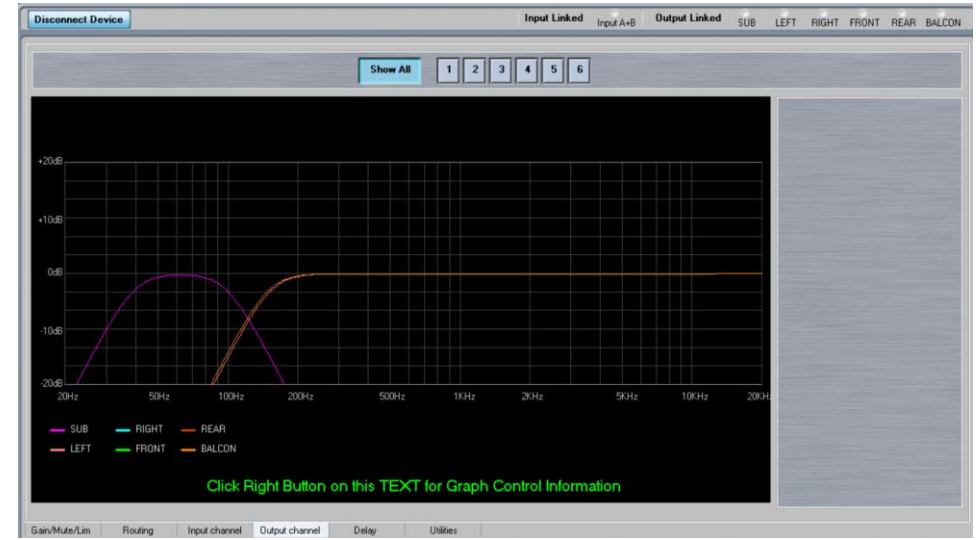 Disconnect Device Input Linked Input A+B Output Linked SUB LEFT RIGHT FRONT REAR BALCON
Show All 1 2 3 4 5 6
+20dB
+10dB
0dB
-10dB
-20dB
20Hz 50Hz 100Hz 200Hz 500Hz 1KHz 2KHz 5KHz 10KHz 20KH
SUB RIGHT REAR
LEFT FRONT BALCON
Click Right Button on this TEXT for Graph Control Information
Gain/Mute/Lim Routing Input channel Output channel Delay Utilities